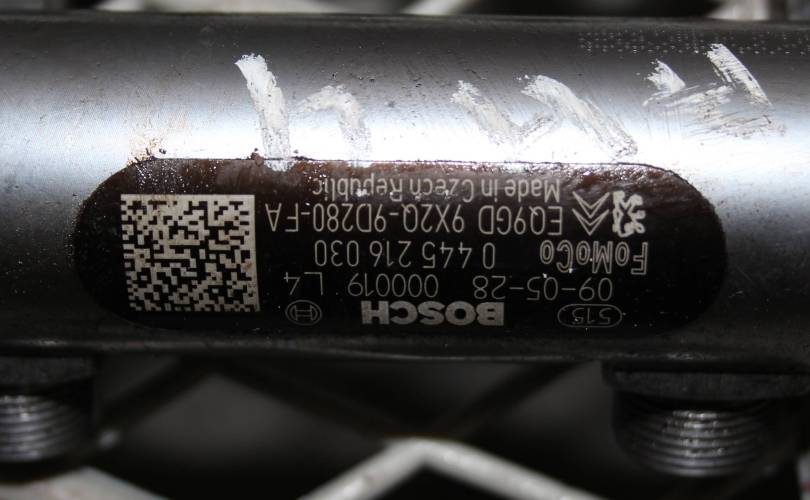 515 BOSCH
09-05-28 000019 L4
FoMoCo 0 445 216 030
EQ9GD 9X2Q-9D280-FA
Made in Czech Republic